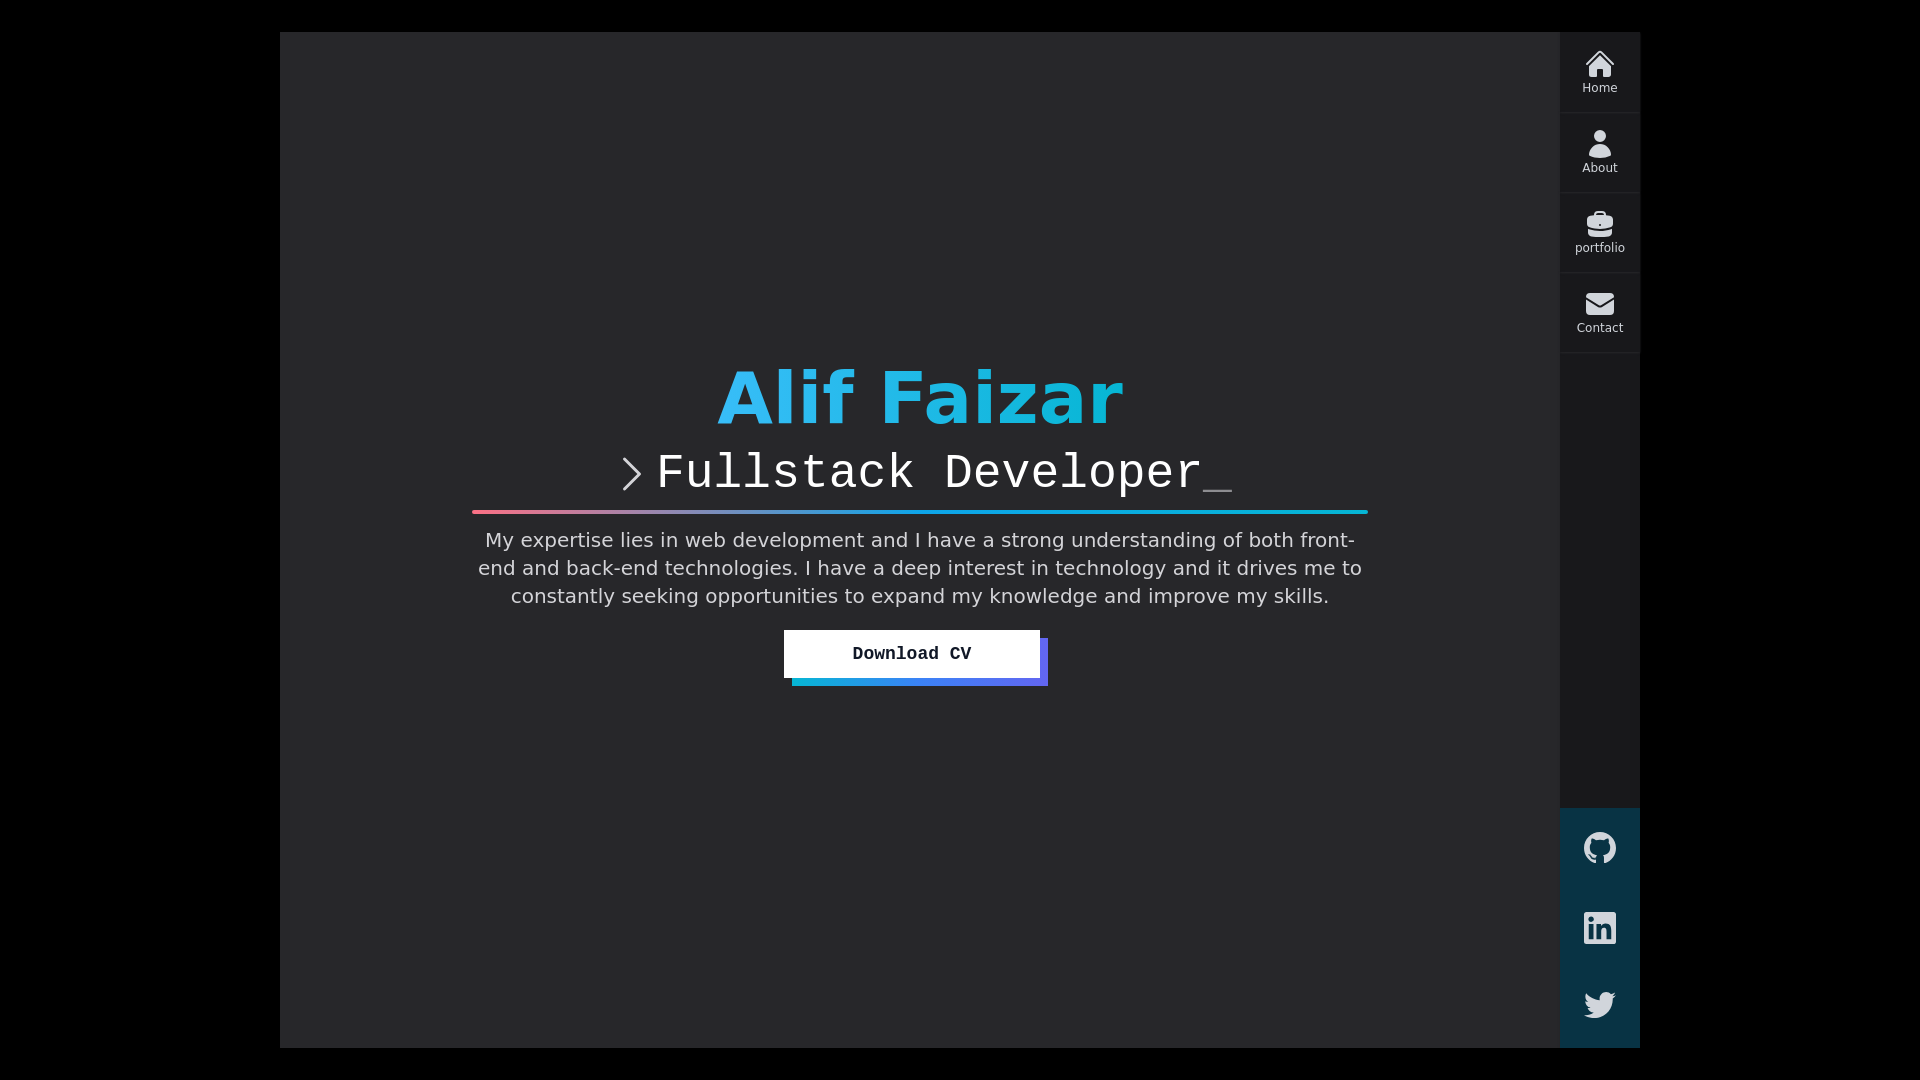 Home
About
portfolio
Contact
Alif Faizar
Fullstack Developer_
My expertise lies in web development and I have a strong understanding of both front-
end and back-end technologies. I have a deep interest in technology and it drives me to
constantly seeking opportunities to expand my knowledge and improve my skills.
Download CV